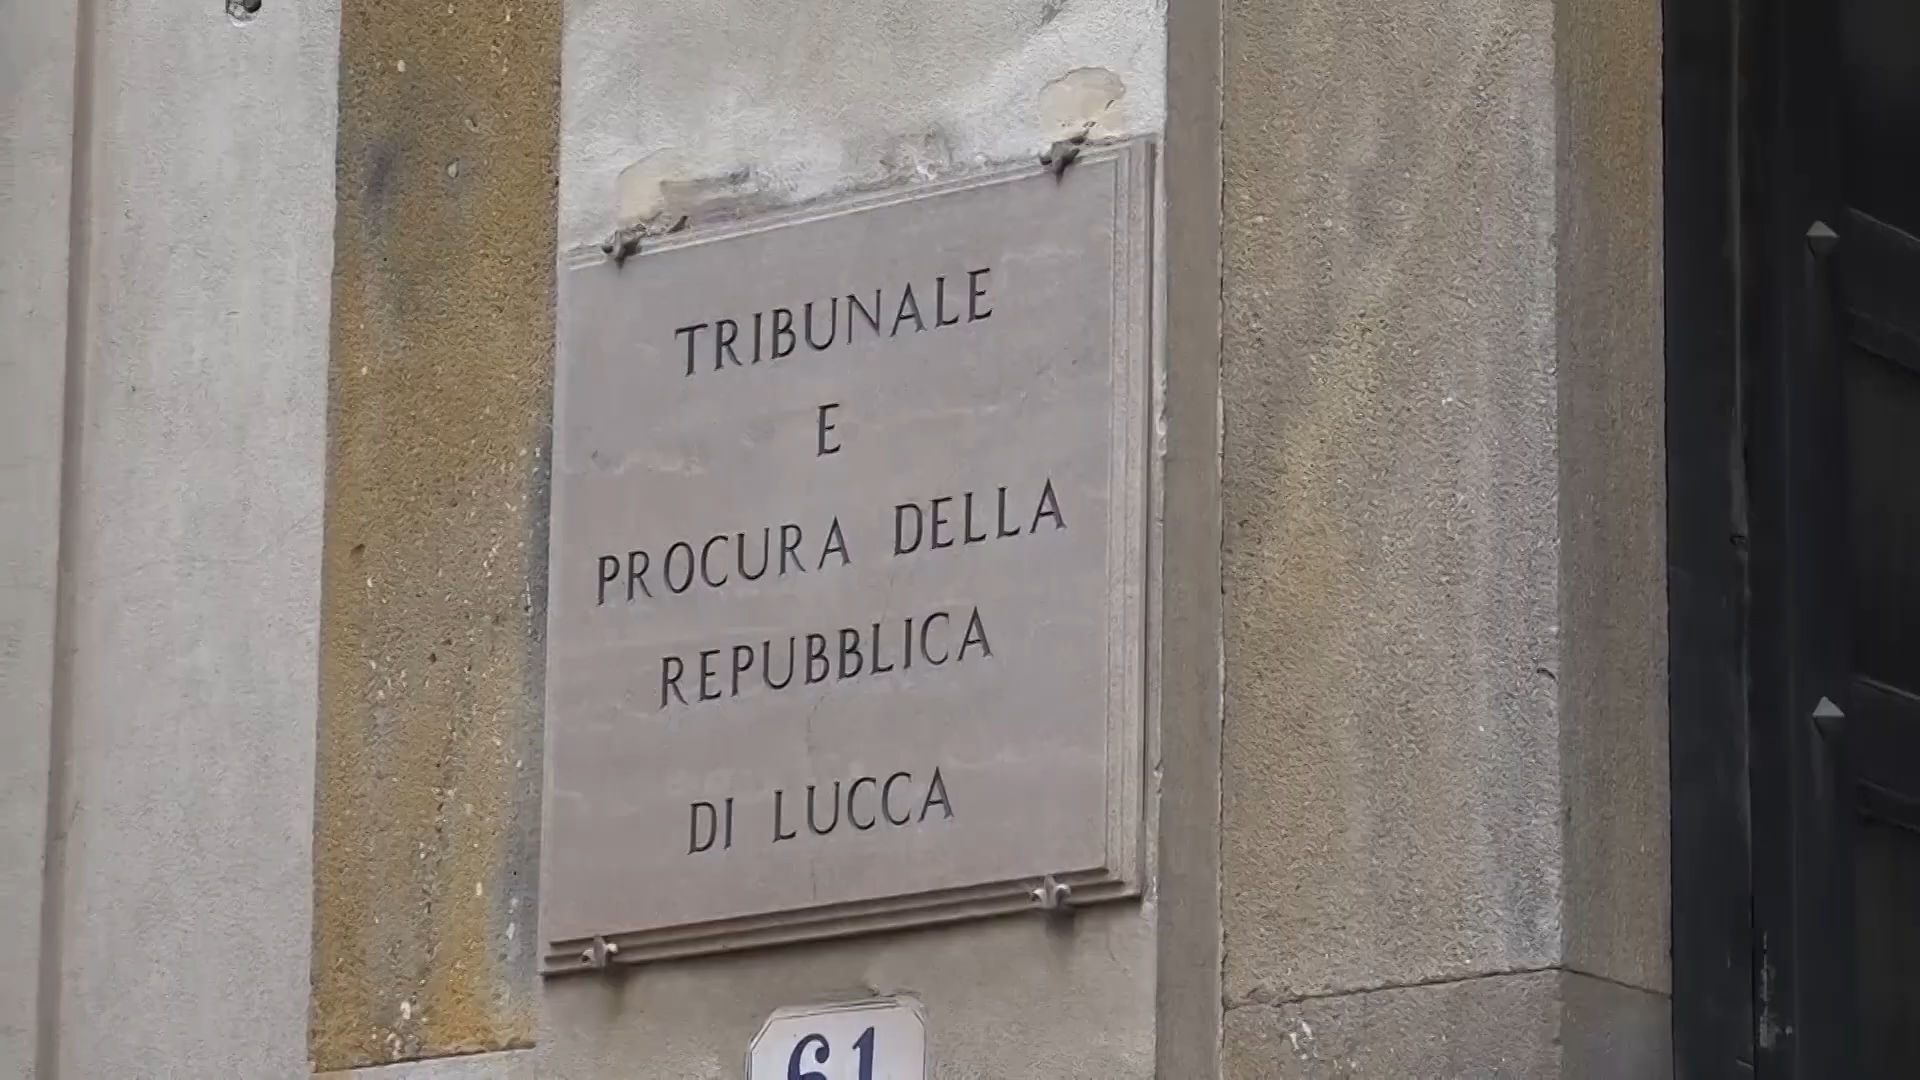 TRIBUNALE
E
PROCURA DELLA
REPUBBLICA
DI LUCCA
61